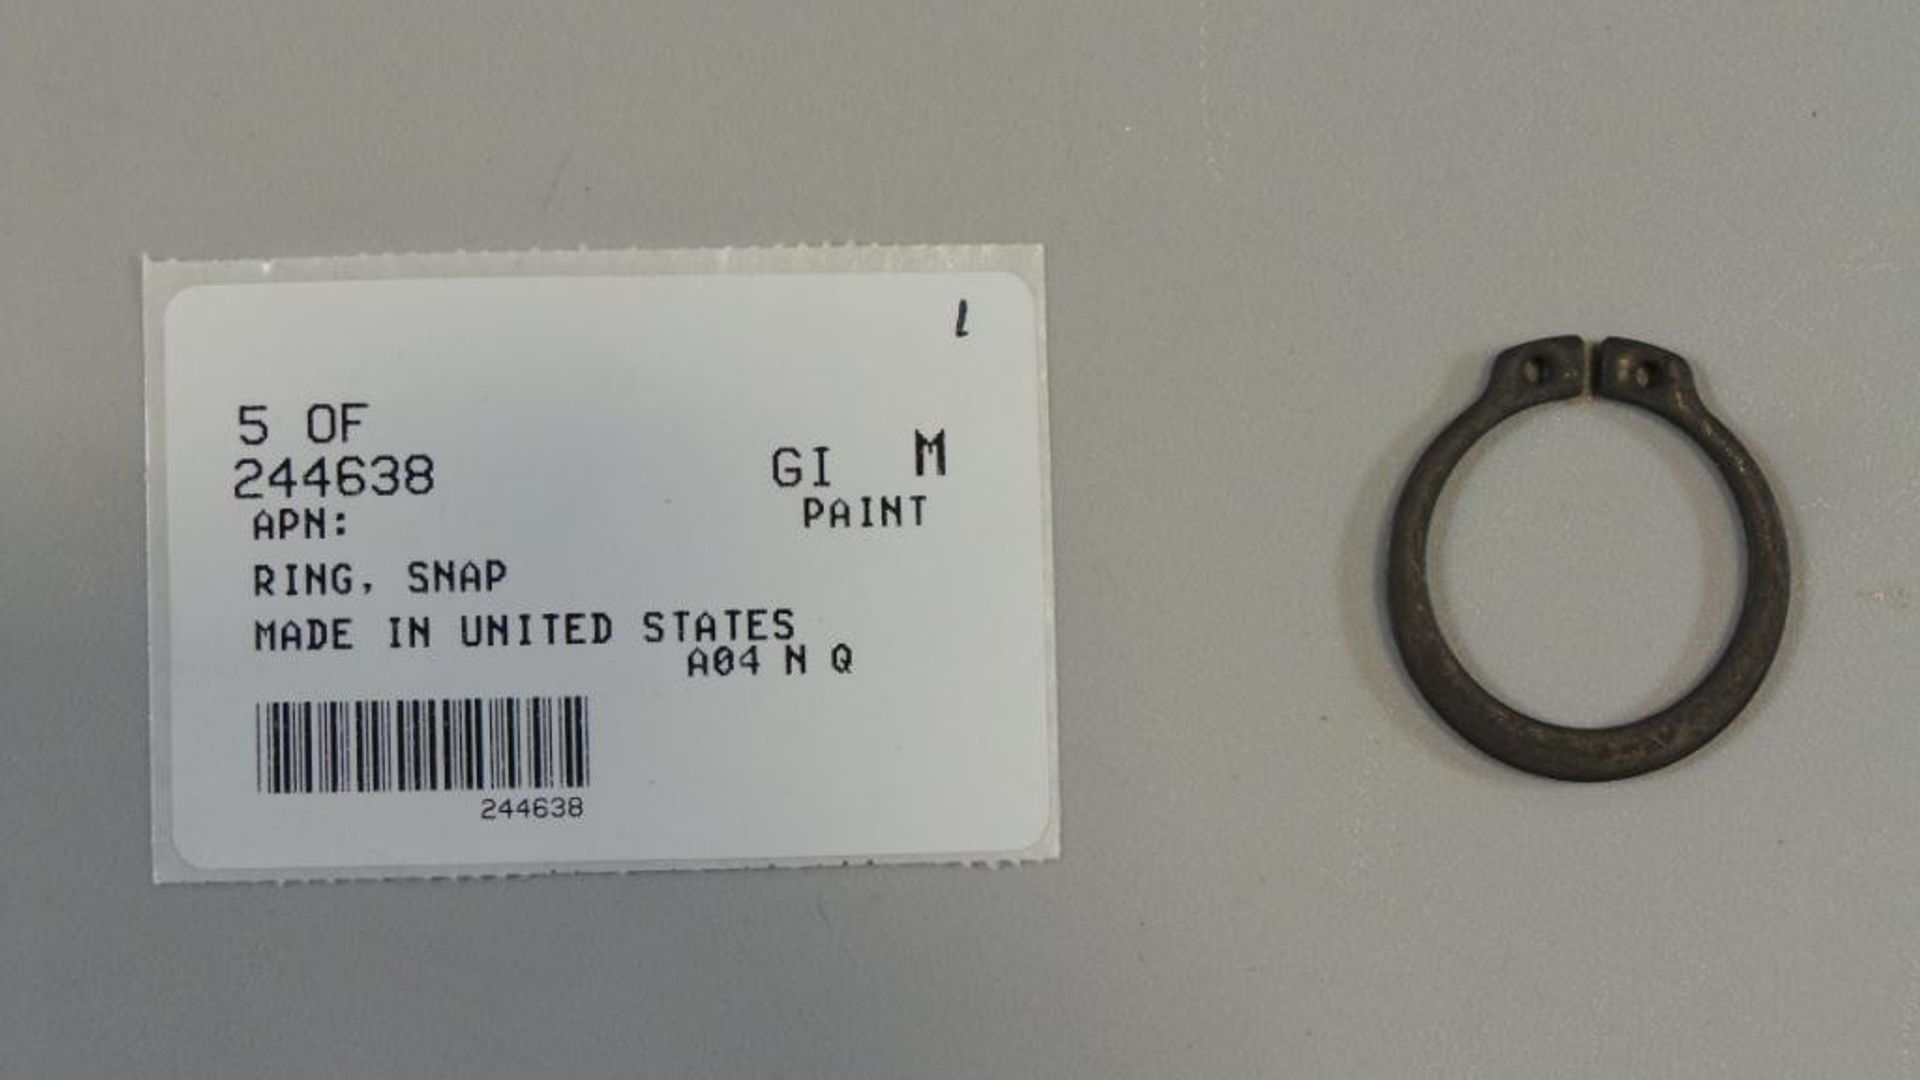 l
5 OF
244638
GI M
PAINT
APN:
RING, SNAP
MADE IN UNITED STATES
A04 N Q
244638